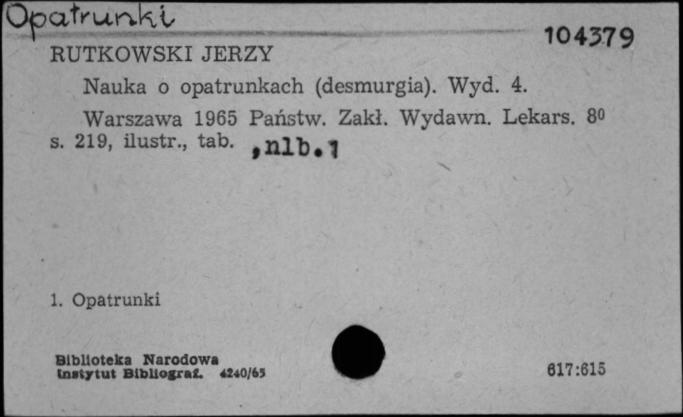 Opatrunki
104379
RUTKOWSKI JERZY
Nauka o opatrunkach (desmurgia). Wyd. 4.
Warszawa 1965 Państw. Zakł. Wydawn. Lekars. 8⁰
s. 219, ilustr., tab. ,nlb.1
1. Opatrunki
Biblioteka Narodowa
Instytut Bibliograf. 4240/65
617:615